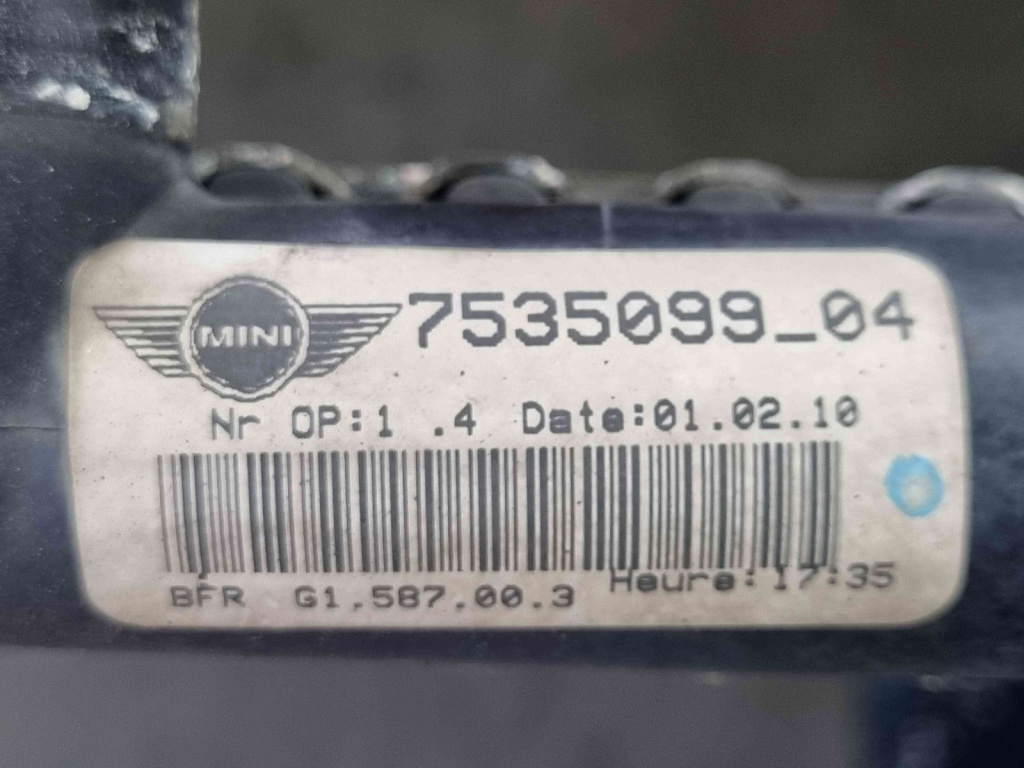 MINI 7535099_04
Nr OP:1 .4 Date:01.02.10
BFR G1.587.00.3 Heure:17:35